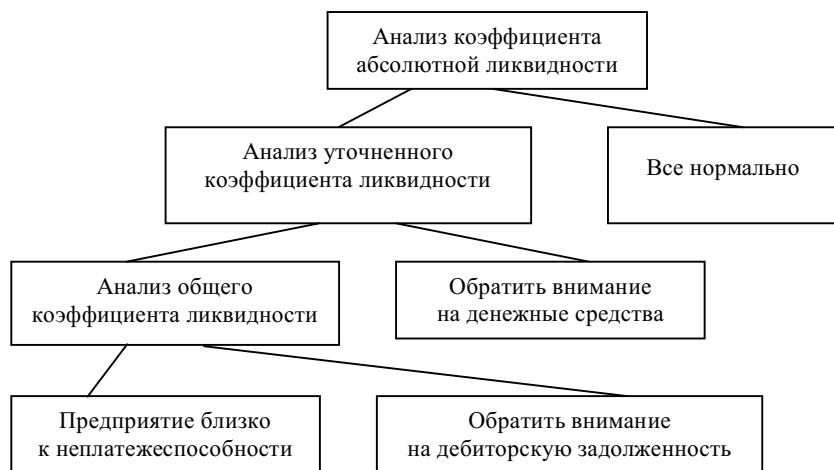 Анализ коэффициента
абсолютной ликвидности
Анализ уточненного
коэффициента ликвидности
Все нормально
Анализ общего
коэффициента ликвидности
Обратить внимание
на денежные средства
Предприятие близко
к неплатежеспособности
Обратить внимание
на дебиторскую задолженность